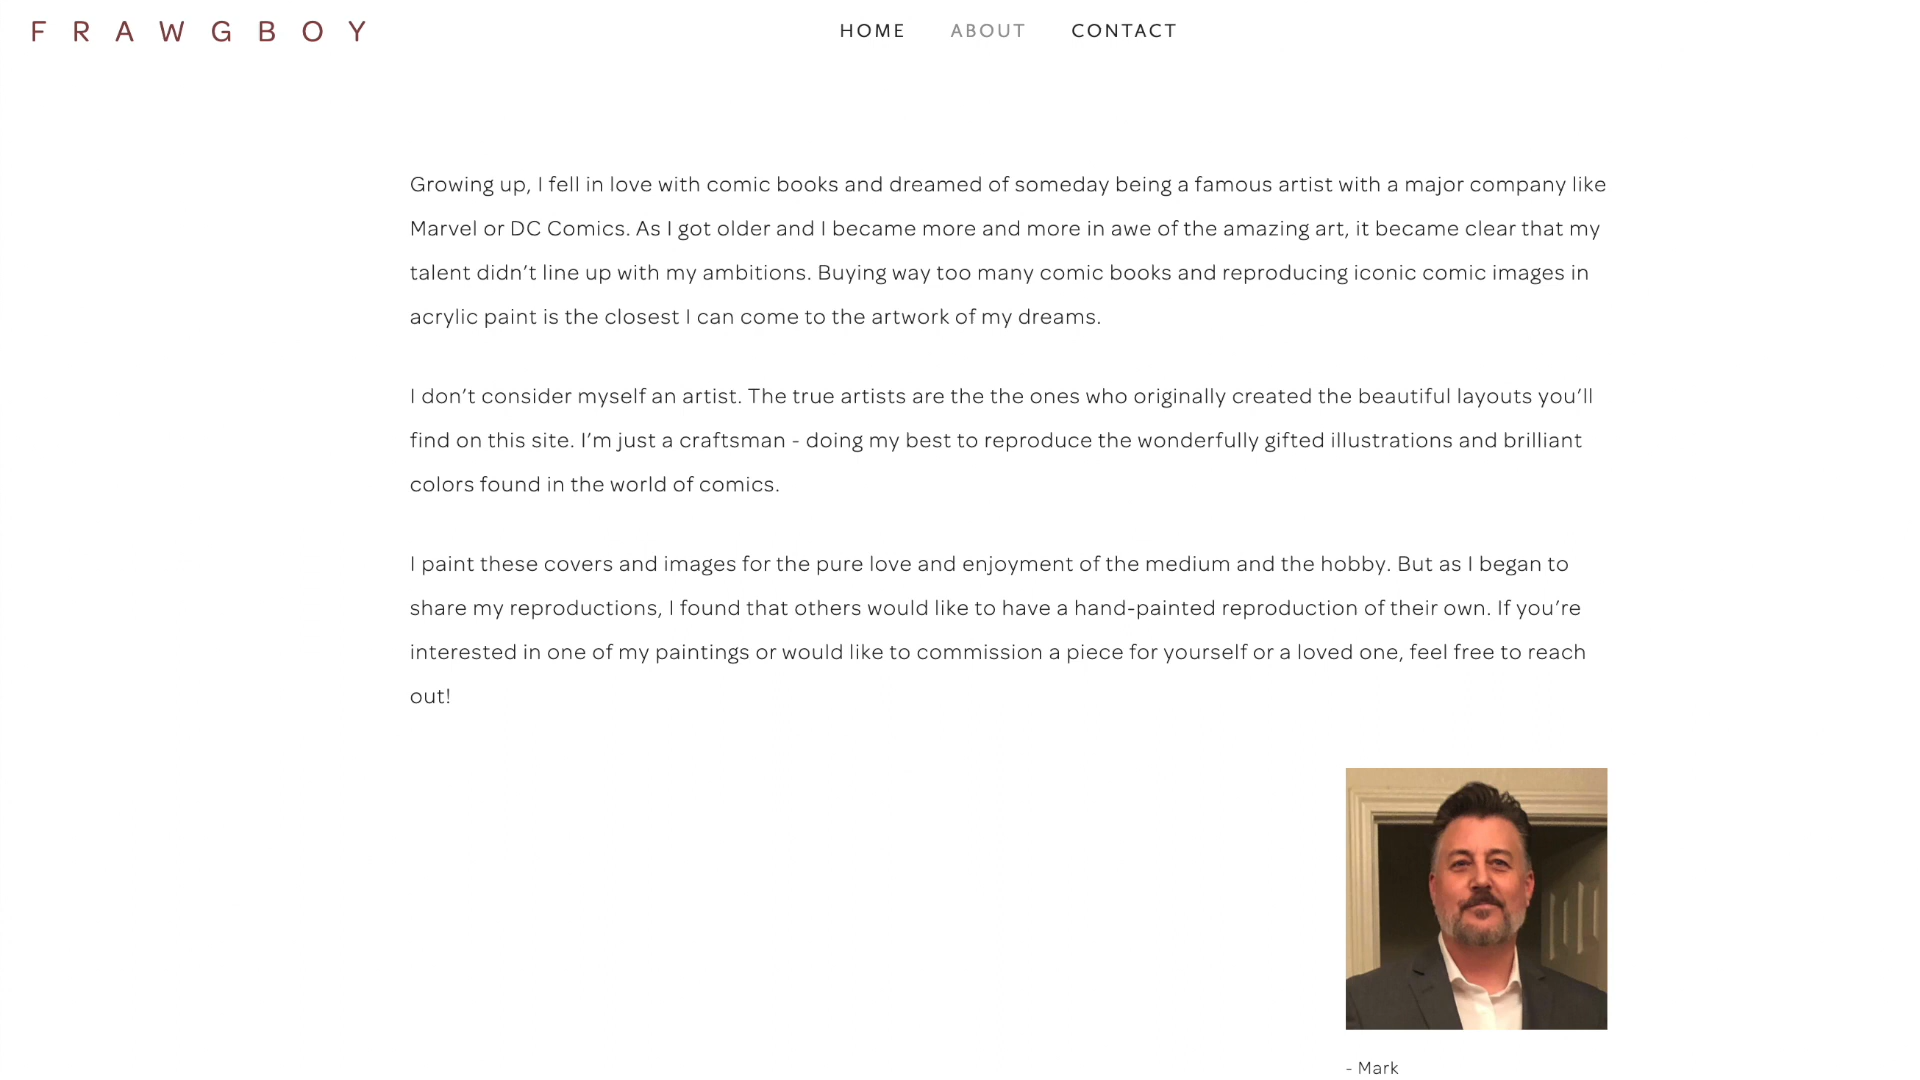 FRAWGBOY
HOME ABOUT CONTACT
Growing up, I fell in love with comic books and dreamed of someday being a famous artist with a major company like
Marvel or DC Comics. As I got older and I became more and more in awe of the amazing art, it became clear that my
talent didn’t line up with my ambitions. Buying way too many comic books and reproducing iconic comic images in
acrylic paint is the closest I can come to the artwork of my dreams.
I don’t consider myself an artist. The true artists are the the ones who originally created the beautiful layouts you’ll
find on this site. I’m just a craftsman - doing my best to reproduce the wonderfully gifted illustrations and brilliant
colors found in the world of comics.
I paint these covers and images for the pure love and enjoyment of the medium and the hobby. But as I began to
share my reproductions, I found that others would like to have a hand-painted reproduction of their own. If you’re
interested in one of my paintings or would like to commission a piece for yourself or a loved one, feel free to reach
out!
- Mark